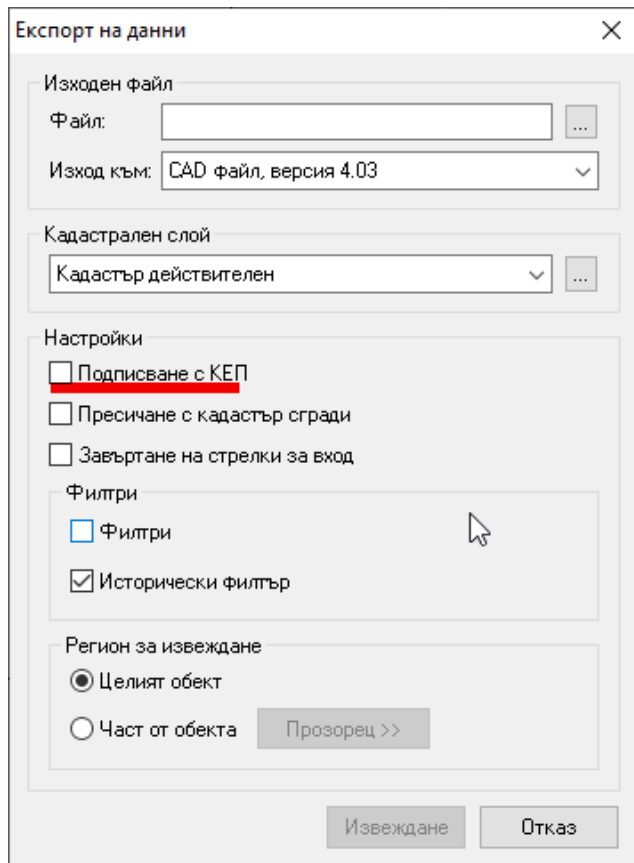 Експорт на данни
Изходен файл
Файл:
...
Изход към: CAD файл, версия 4.03
Кадастрален слой
Кадастър действителен
...
Настройки
Подписване с КЕП
Пресичане с кадастър сгради
Завъртане на стрелки за вход
Филтри
Филтри
Исторически филтър
Регион за извеждане
Целият обект
Част от обекта
Прозорец >>
Извеждане
Отказ